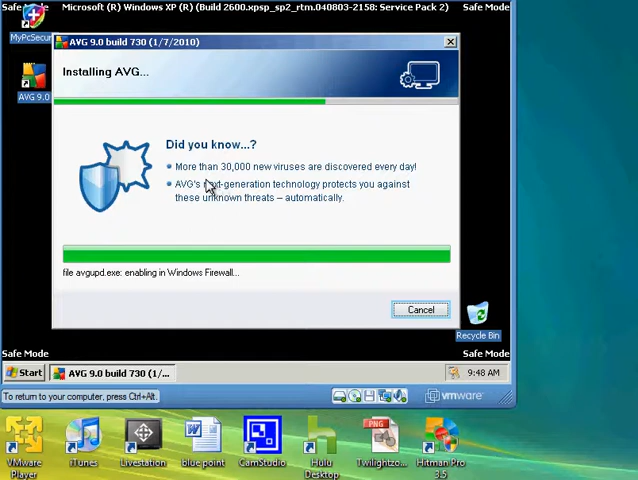 Safe Mode
Microsoft (R) Windows XP (R) (Build 2600.xpsp_sp2_rtm.040803-2158: Service Pack 2)
Safe Mode
MyPcSecur
AVG 9.0
AVG 9.0 build 730 (1/7/2010)
Installing AVG...
Did you know...?
More than 30,000 new viruses are discovered every day!
AVG's next-generation technology protects you against
these unknown threats – automatically.
file avgupd.exe: enabling in Windows Firewall...
Cancel
Recycle Bin
Safe Mode
Safe Mode
Start
AVG 9.0 build 730 (1/...
9:48 AM
To return to your computer, press Ctrl+Alt.
vmware
VMware Player
iTunes
Livestation
blue point
CamStudio
Hulu Desktop
PNG
Twilightzo...
Hitman Pro 3.5